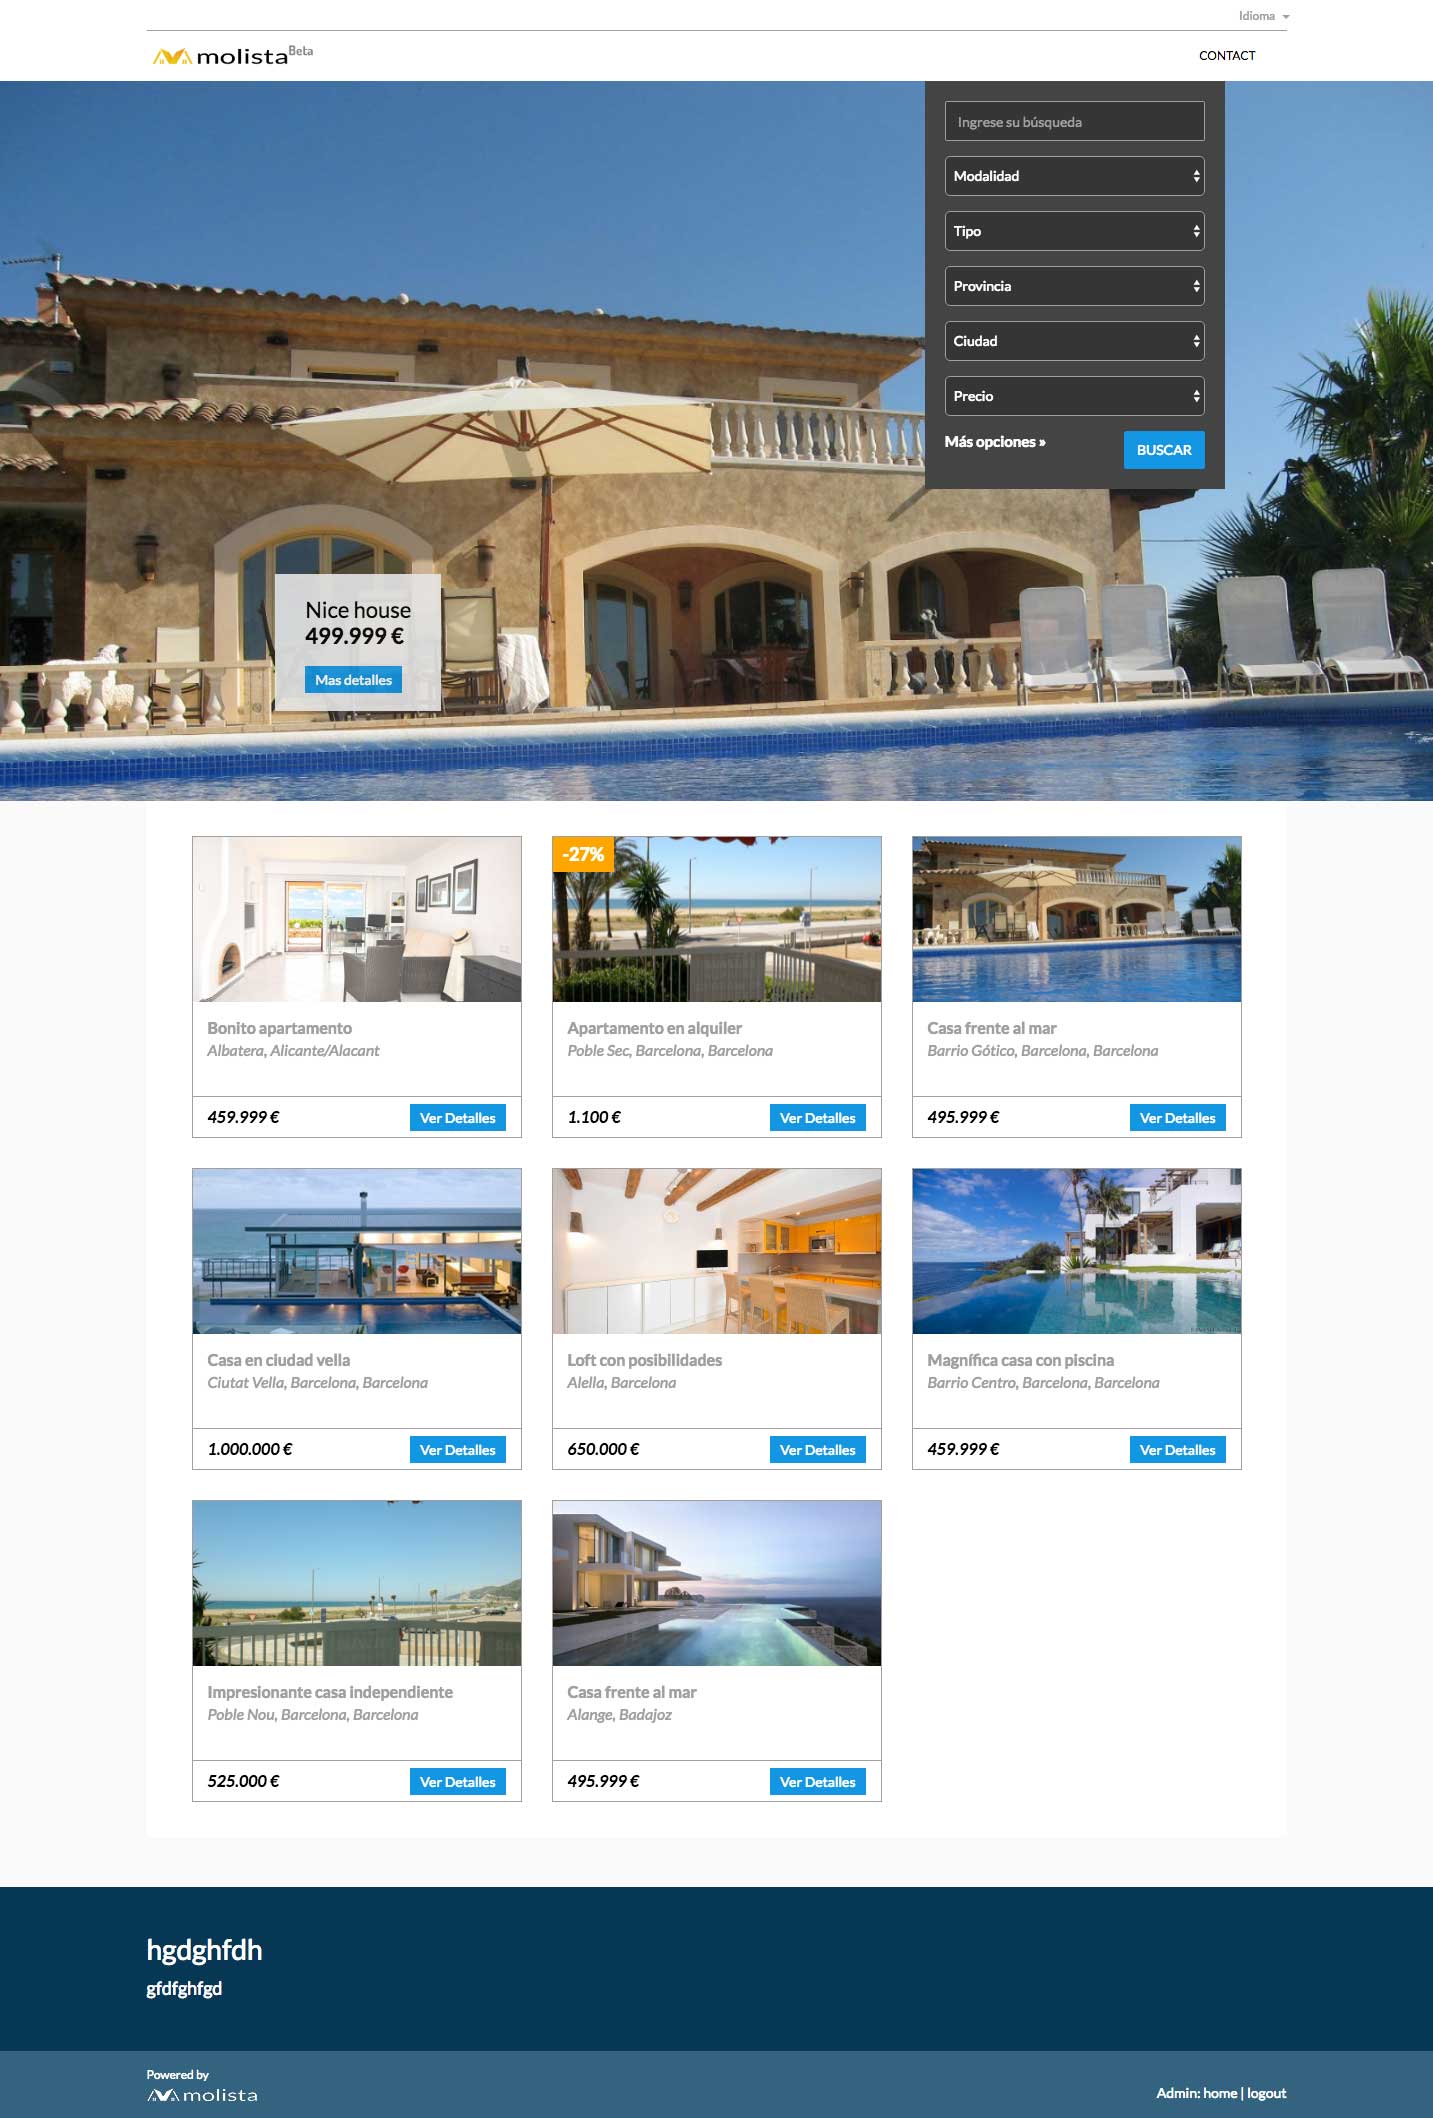 Idioma
molista Beta
CONTACT
Ingrese su búsqueda
Modalidad
Tipo
Provincia
Ciudad
Precio
Más opciones »
BUSCAR
Nice house
499.999 €
Mas detalles
-27%
Bonito apartamento
Albatera, Alicante/Alacant
459.999 €
Ver Detalles
Apartamento en alquiler
Poble Sec, Barcelona, Barcelona
1.100 €
Ver Detalles
Casa frente al mar
Barrio Gótico, Barcelona, Barcelona
495.999 €
Ver Detalles
Casa en ciudad vella
Ciutat Vella, Barcelona, Barcelona
1.000.000 €
Ver Detalles
Loft con posibilidades
Alella, Barcelona
650.000 €
Ver Detalles
Magnífica casa con piscina
Barrio Centro, Barcelona, Barcelona
459.999 €
Ver Detalles
Impresionante casa independiente
Poble Nou, Barcelona, Barcelona
525.000 €
Ver Detalles
Casa frente al mar
Alange, Badajoz
495.999 €
Ver Detalles
hgdghfdh
gfdfghfgd
Powered by
molista
Admin: home | logout